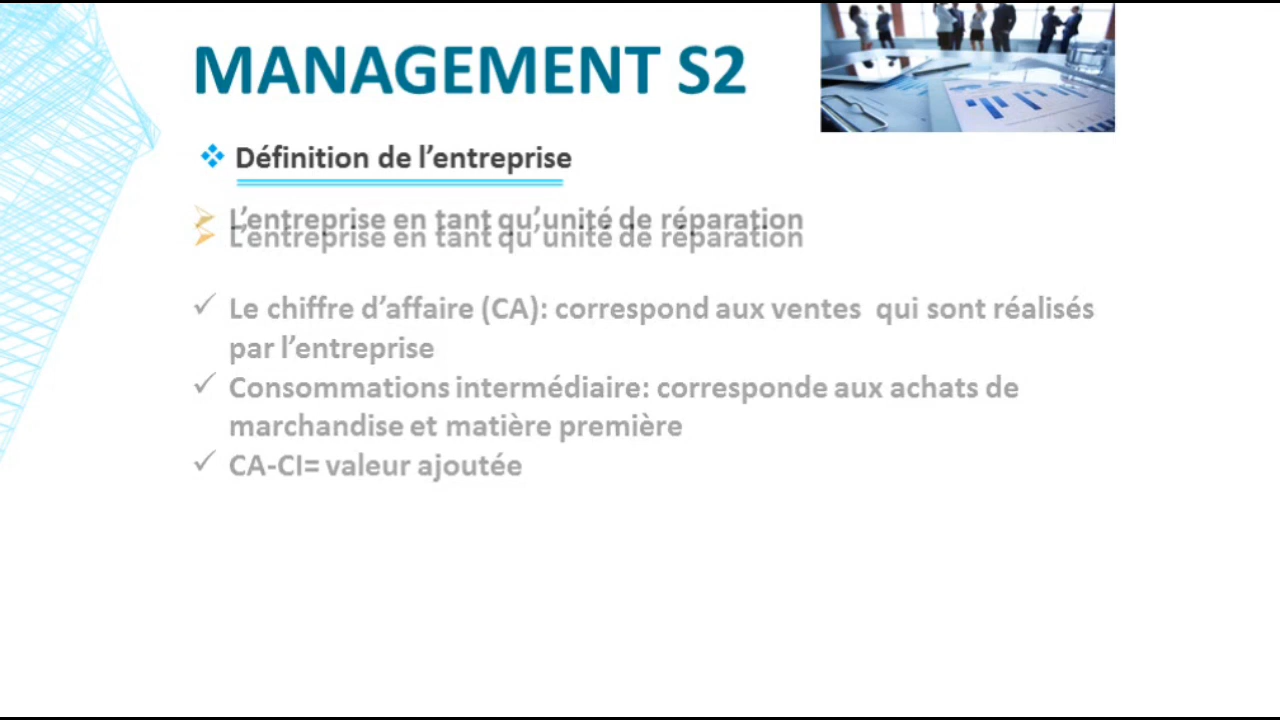 MANAGEMENT S2
Définition de l’entreprise
L’entreprise en tant qu’unité de réparation
L’entreprise en tant qu’unité de réparation
Le chiffre d’affaire (CA): correspond aux ventes qui sont réalisés
par l’entreprise
Consommations intermédiaire: corresponde aux achats de
marchandise et matière première
CA-CI= valeur ajoutée